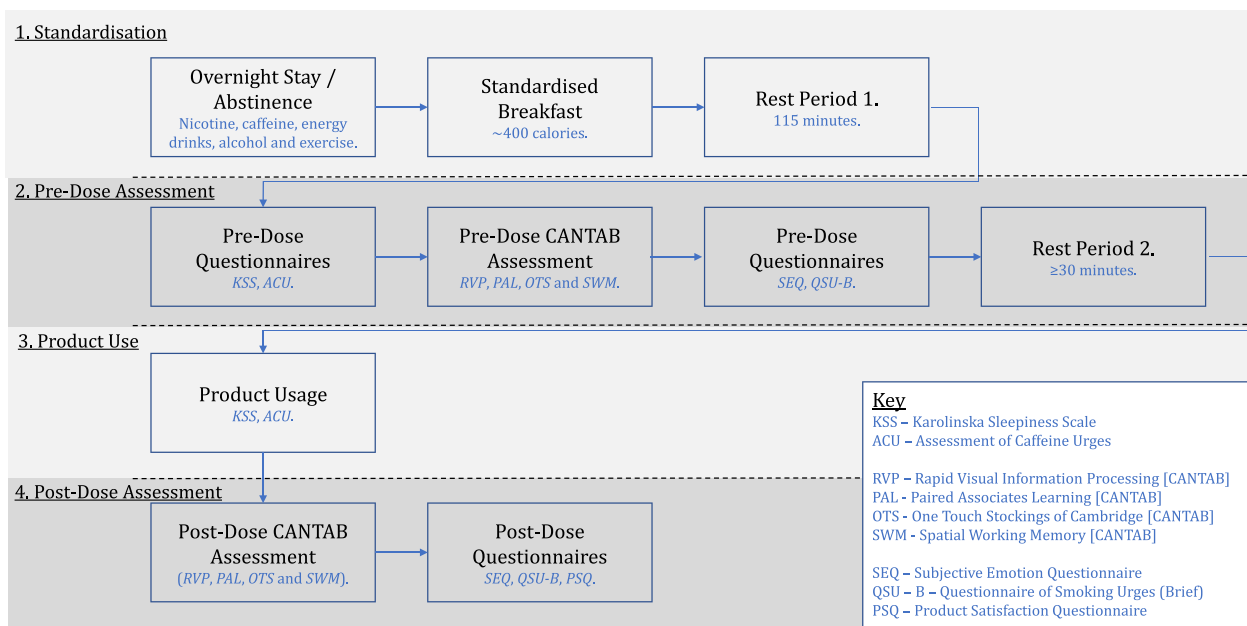 1. Standardisation
Overnight Stay /
Abstinence
Nicotine, caffeine, energy
drinks, alcohol and exercise.
Standardised
Breakfast
~400 calories.
Rest Period 1.
115 minutes.
2. Pre-Dose Assessment
Pre-Dose
Questionnaires
KSS, ACU.
Pre-Dose CANTAB
Assessment
RVP, PAL, OTS and SWM.
Pre-Dose
Questionnaires
SEQ, QSU-B.
Rest Period 2.
≥30 minutes.
3. Product Use
Product Usage
KSS, ACU.
4. Post-Dose Assessment
Post-Dose CANTAB
Assessment
(RVP, PAL, OTS and SWM).
Post-Dose
Questionnaires
SEQ, QSU-B, PSQ.
Key
KSS – Karolinska Sleepiness Scale
ACU – Assessment of Caffeine Urges
RVP – Rapid Visual Information Processing [CANTAB]
PAL - Paired Associates Learning [CANTAB]
OTS - One Touch Stockings of Cambridge [CANTAB]
SWM - Spatial Working Memory [CANTAB]
SEQ – Subjective Emotion Questionnaire
QSU – B – Questionnaire of Smoking Urges (Brief)
PSQ – Product Satisfaction Questionnaire